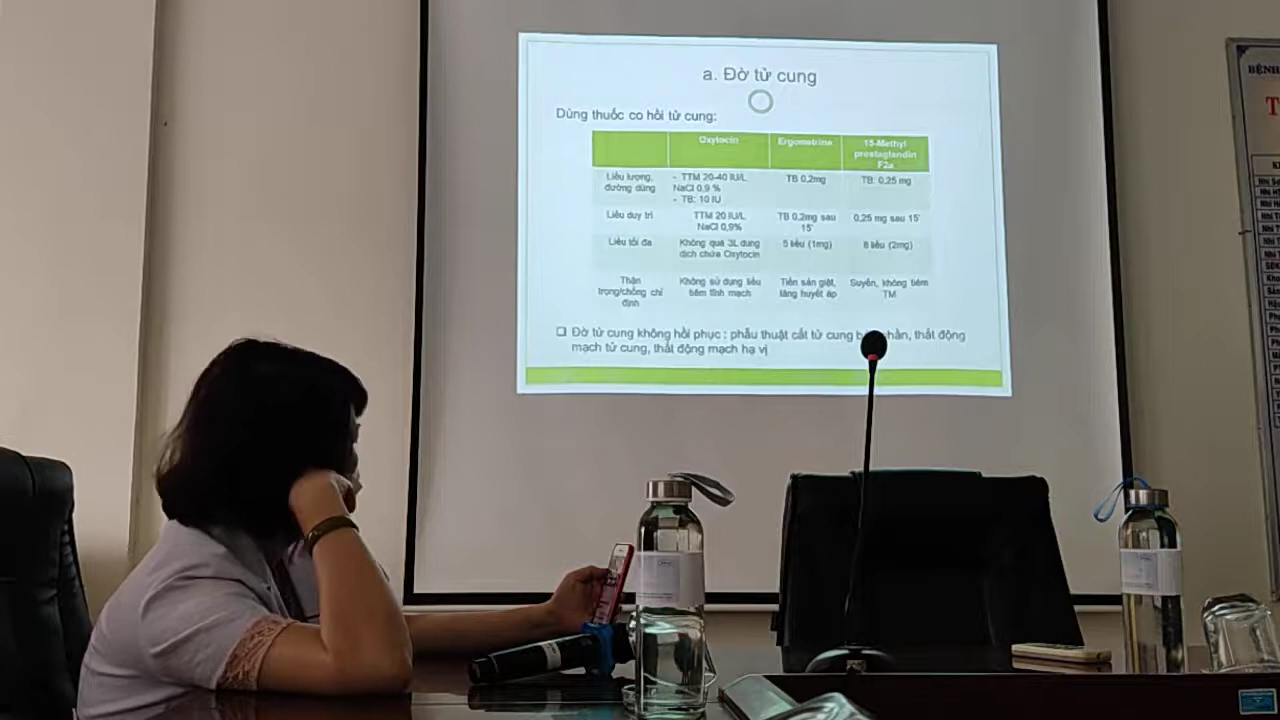 a. Đờ tử cung
Dùng thuốc co hồi tử cung:
Oxytocin
Ergometrine
15-Methyl
prostaglandin
F2a
Liều lượng,
đường dùng
- TTM 20-40 IU/L
NaCl 0,9 %
- TB: 10 IU
TB 0,2mg
TB: 0,25 mg
Liều duy trì
TTM 20 IU/L
NaCl 0,9%
TB 0,2mg sau
15'
0,25 mg sau 15'
Liều tối đa
Không quá 3L dung
dịch chứa Oxytocin
5 liều (1mg)
8 liều (2mg)
Thận
trọng/chống chỉ
định
Không sử dụng liều
tiêm tĩnh mạch
Tiền sản giật,
tăng huyết áp
Suyễn, không tiêm
TM
❑ Đờ tử cung không hồi phục : phẫu thuật cắt tử cung hần, thắt động
mạch tử cung, thắt động mạch hạ vị
BỆNH
T